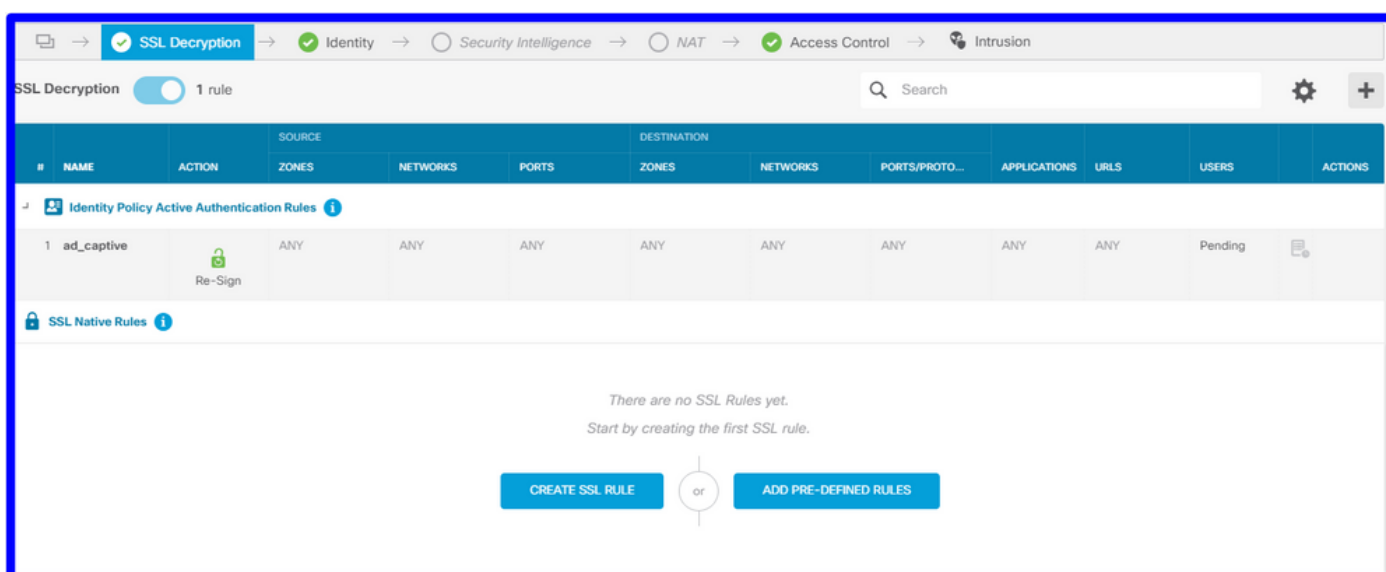 SSL Decryption → Identity → Security Intelligence → NAT → Access Control → Intrusion
SSL Decryption 1 rule Search
SOURCE DESTINATION
# NAME ACTION ZONES NETWORKS PORTS ZONES NETWORKS PORTS/PROTO... APPLICATIONS URLS USERS ACTIONS
Identity Policy Active Authentication Rules
1 ad_captive Re-Sign ANY ANY ANY ANY ANY ANY ANY ANY Pending
SSL Native Rules
There are no SSL Rules yet.
Start by creating the first SSL rule.
CREATE SSL RULE or ADD PRE-DEFINED RULES